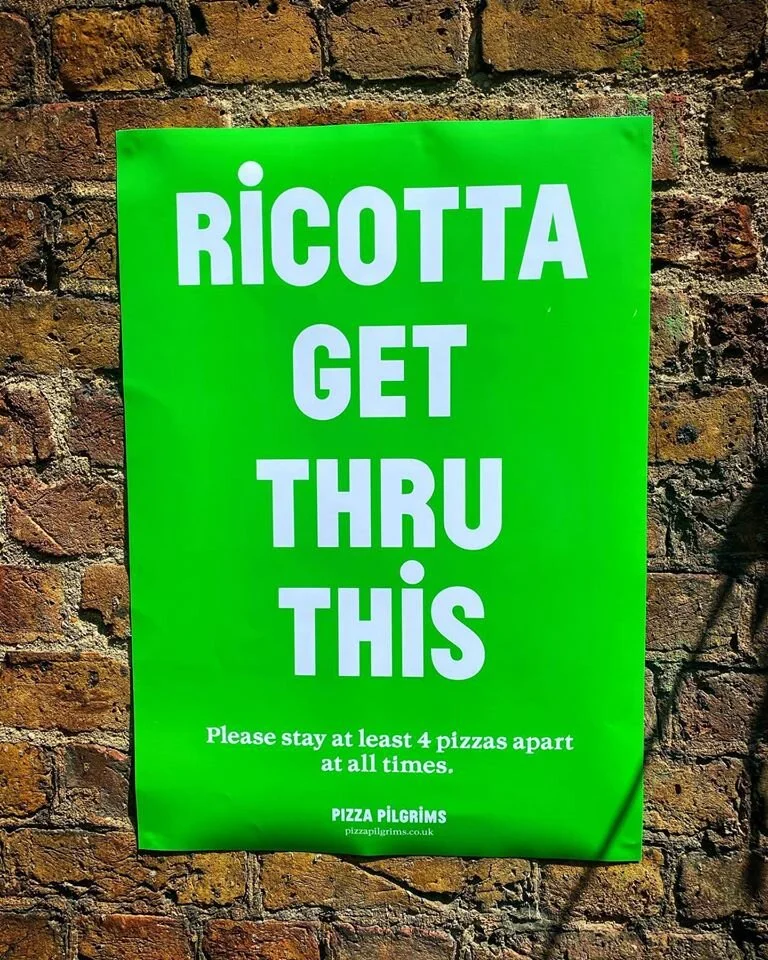 RiCOTTA
GET
THRU
THiS
Please stay at least 4 pizzas apart
at all times.
PIZZA PiLGRiMS
pizzapilgrims.co.uk